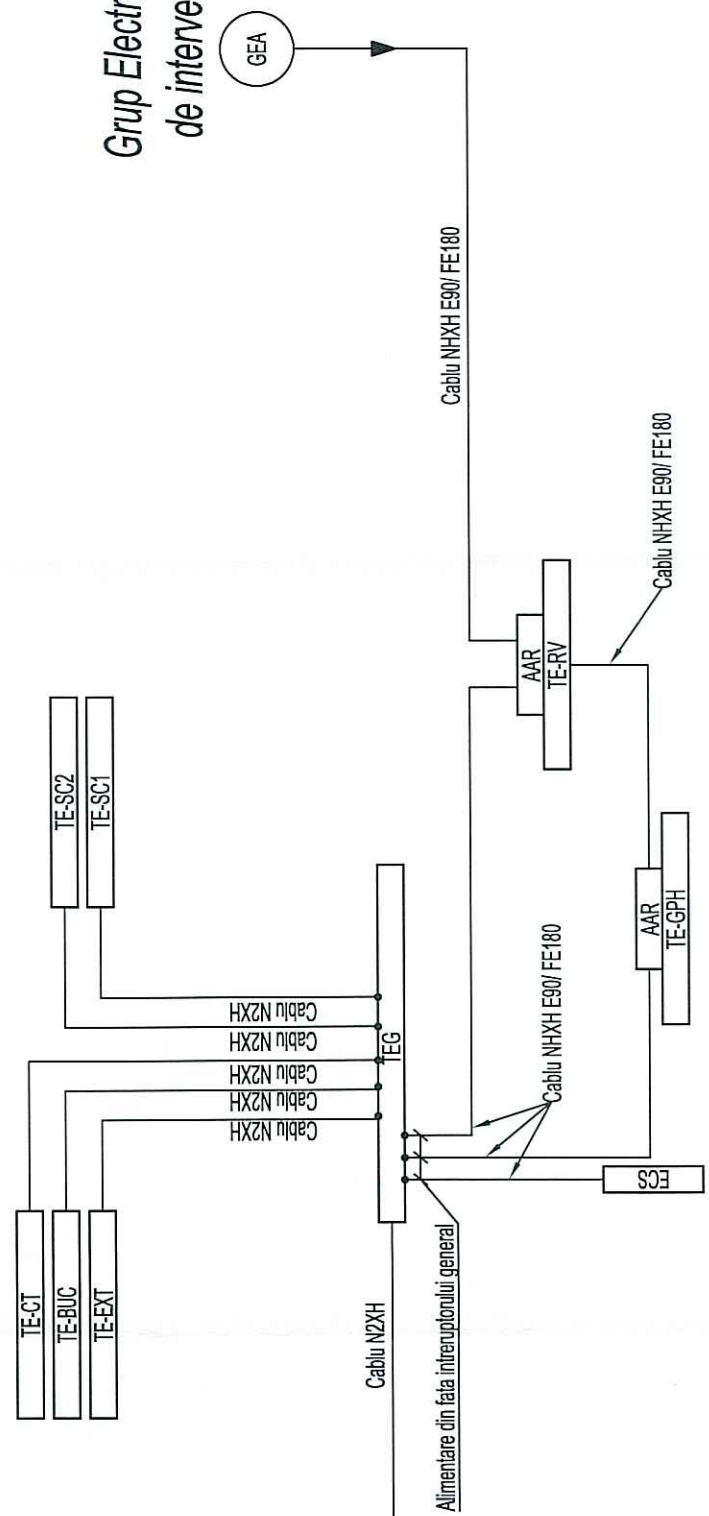 Grup Electr
de interve
GEA
Cablu NHXH E90/ FE180
TE-SC2
TE-SC1
TE-CT
TE-BUC
TE-EXT
Cablu N2XH
Cablu N2XH
Cablu N2XH
Cablu N2XH
Cablu N2XH
TEG
Cablu N2XH
Alimentare din fata intreruptorului general
Cablu NHXH E90/ FE180
ECS
AAR
TE-RV
Cablu NHXH E90/ FE180
AAR
TE-GPH